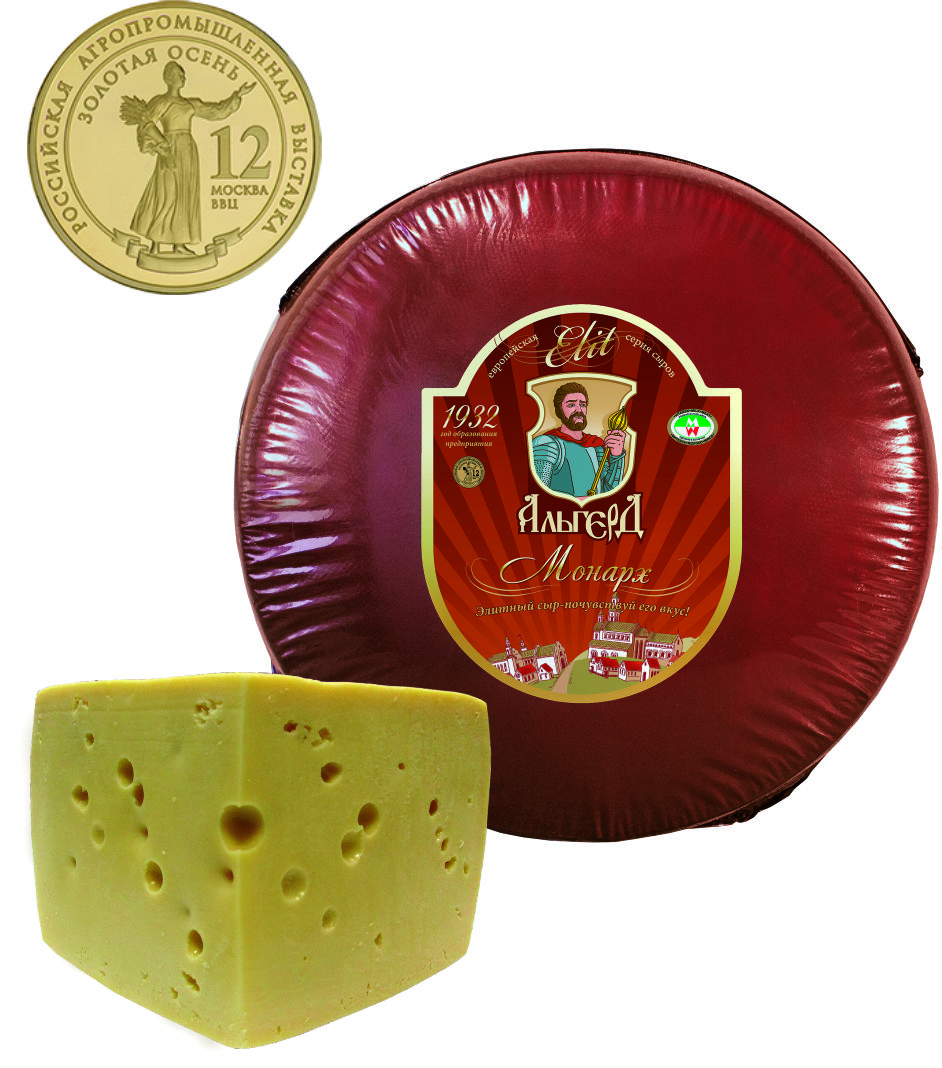 РОССИЙСКАЯ АГРОПРОМЫШЛЕННАЯ ВЫСТАВКА
ЗОЛОТАЯ ОСЕНЬ
12
МОСКВА
ВВЦ
европейская Elit серия сыров
1932
год образования
предприятия
12
АльгерД
Монарх
Элитный сыр-почувствуй его вкус!